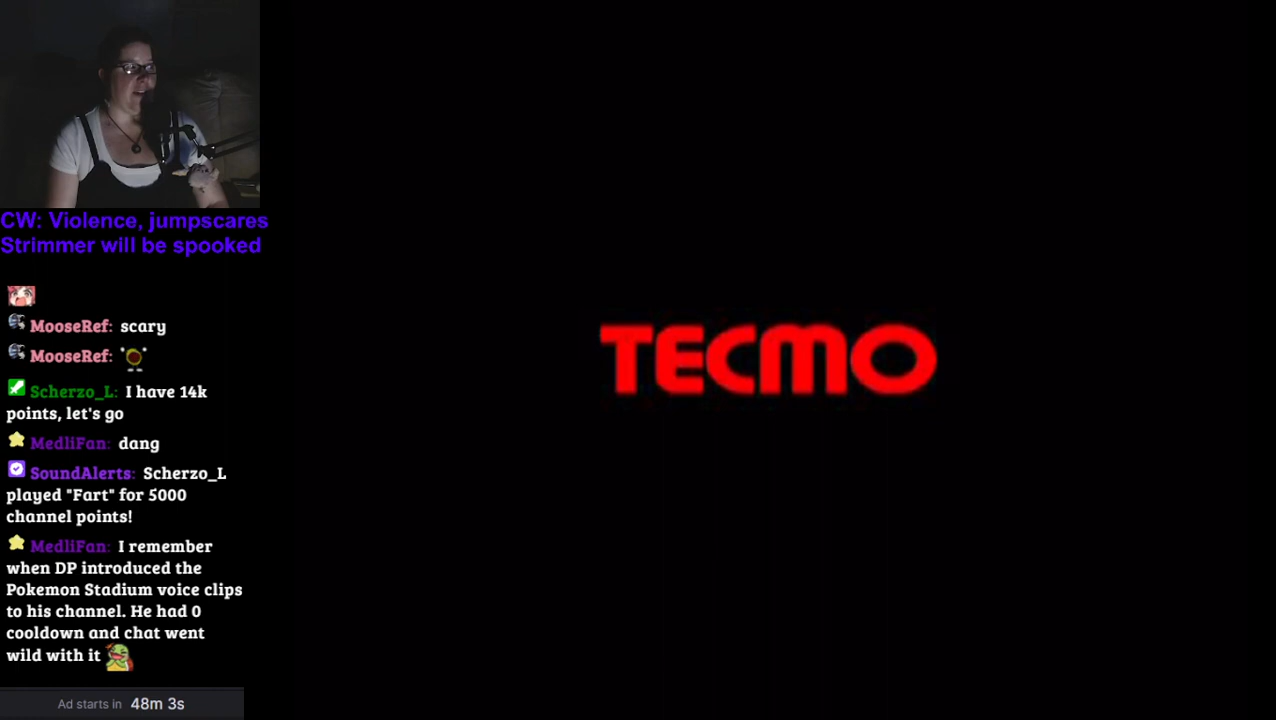 CW: Violence, jumpscares
Strimmer will be spooked
MooseRef: scary
MooseRef:
Scherzo_L: I have 14k
points, let's go
MedliFan: dang
SoundAlerts: Scherzo_L
played "Fart" for 5000
channel points!
MedliFan: I remember
when DP introduced the
Pokemon Stadium voice clips
to his channel. He had 0
cooldown and chat went
wild with it
Ad starts in 48m 3s
TECMO